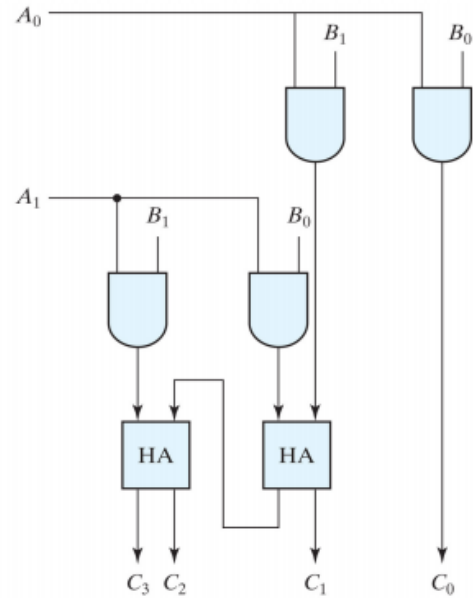 A₀
B₁ B₀
A₁
B₁ B₀
HA HA
C₃ C₂ C₁ C₀